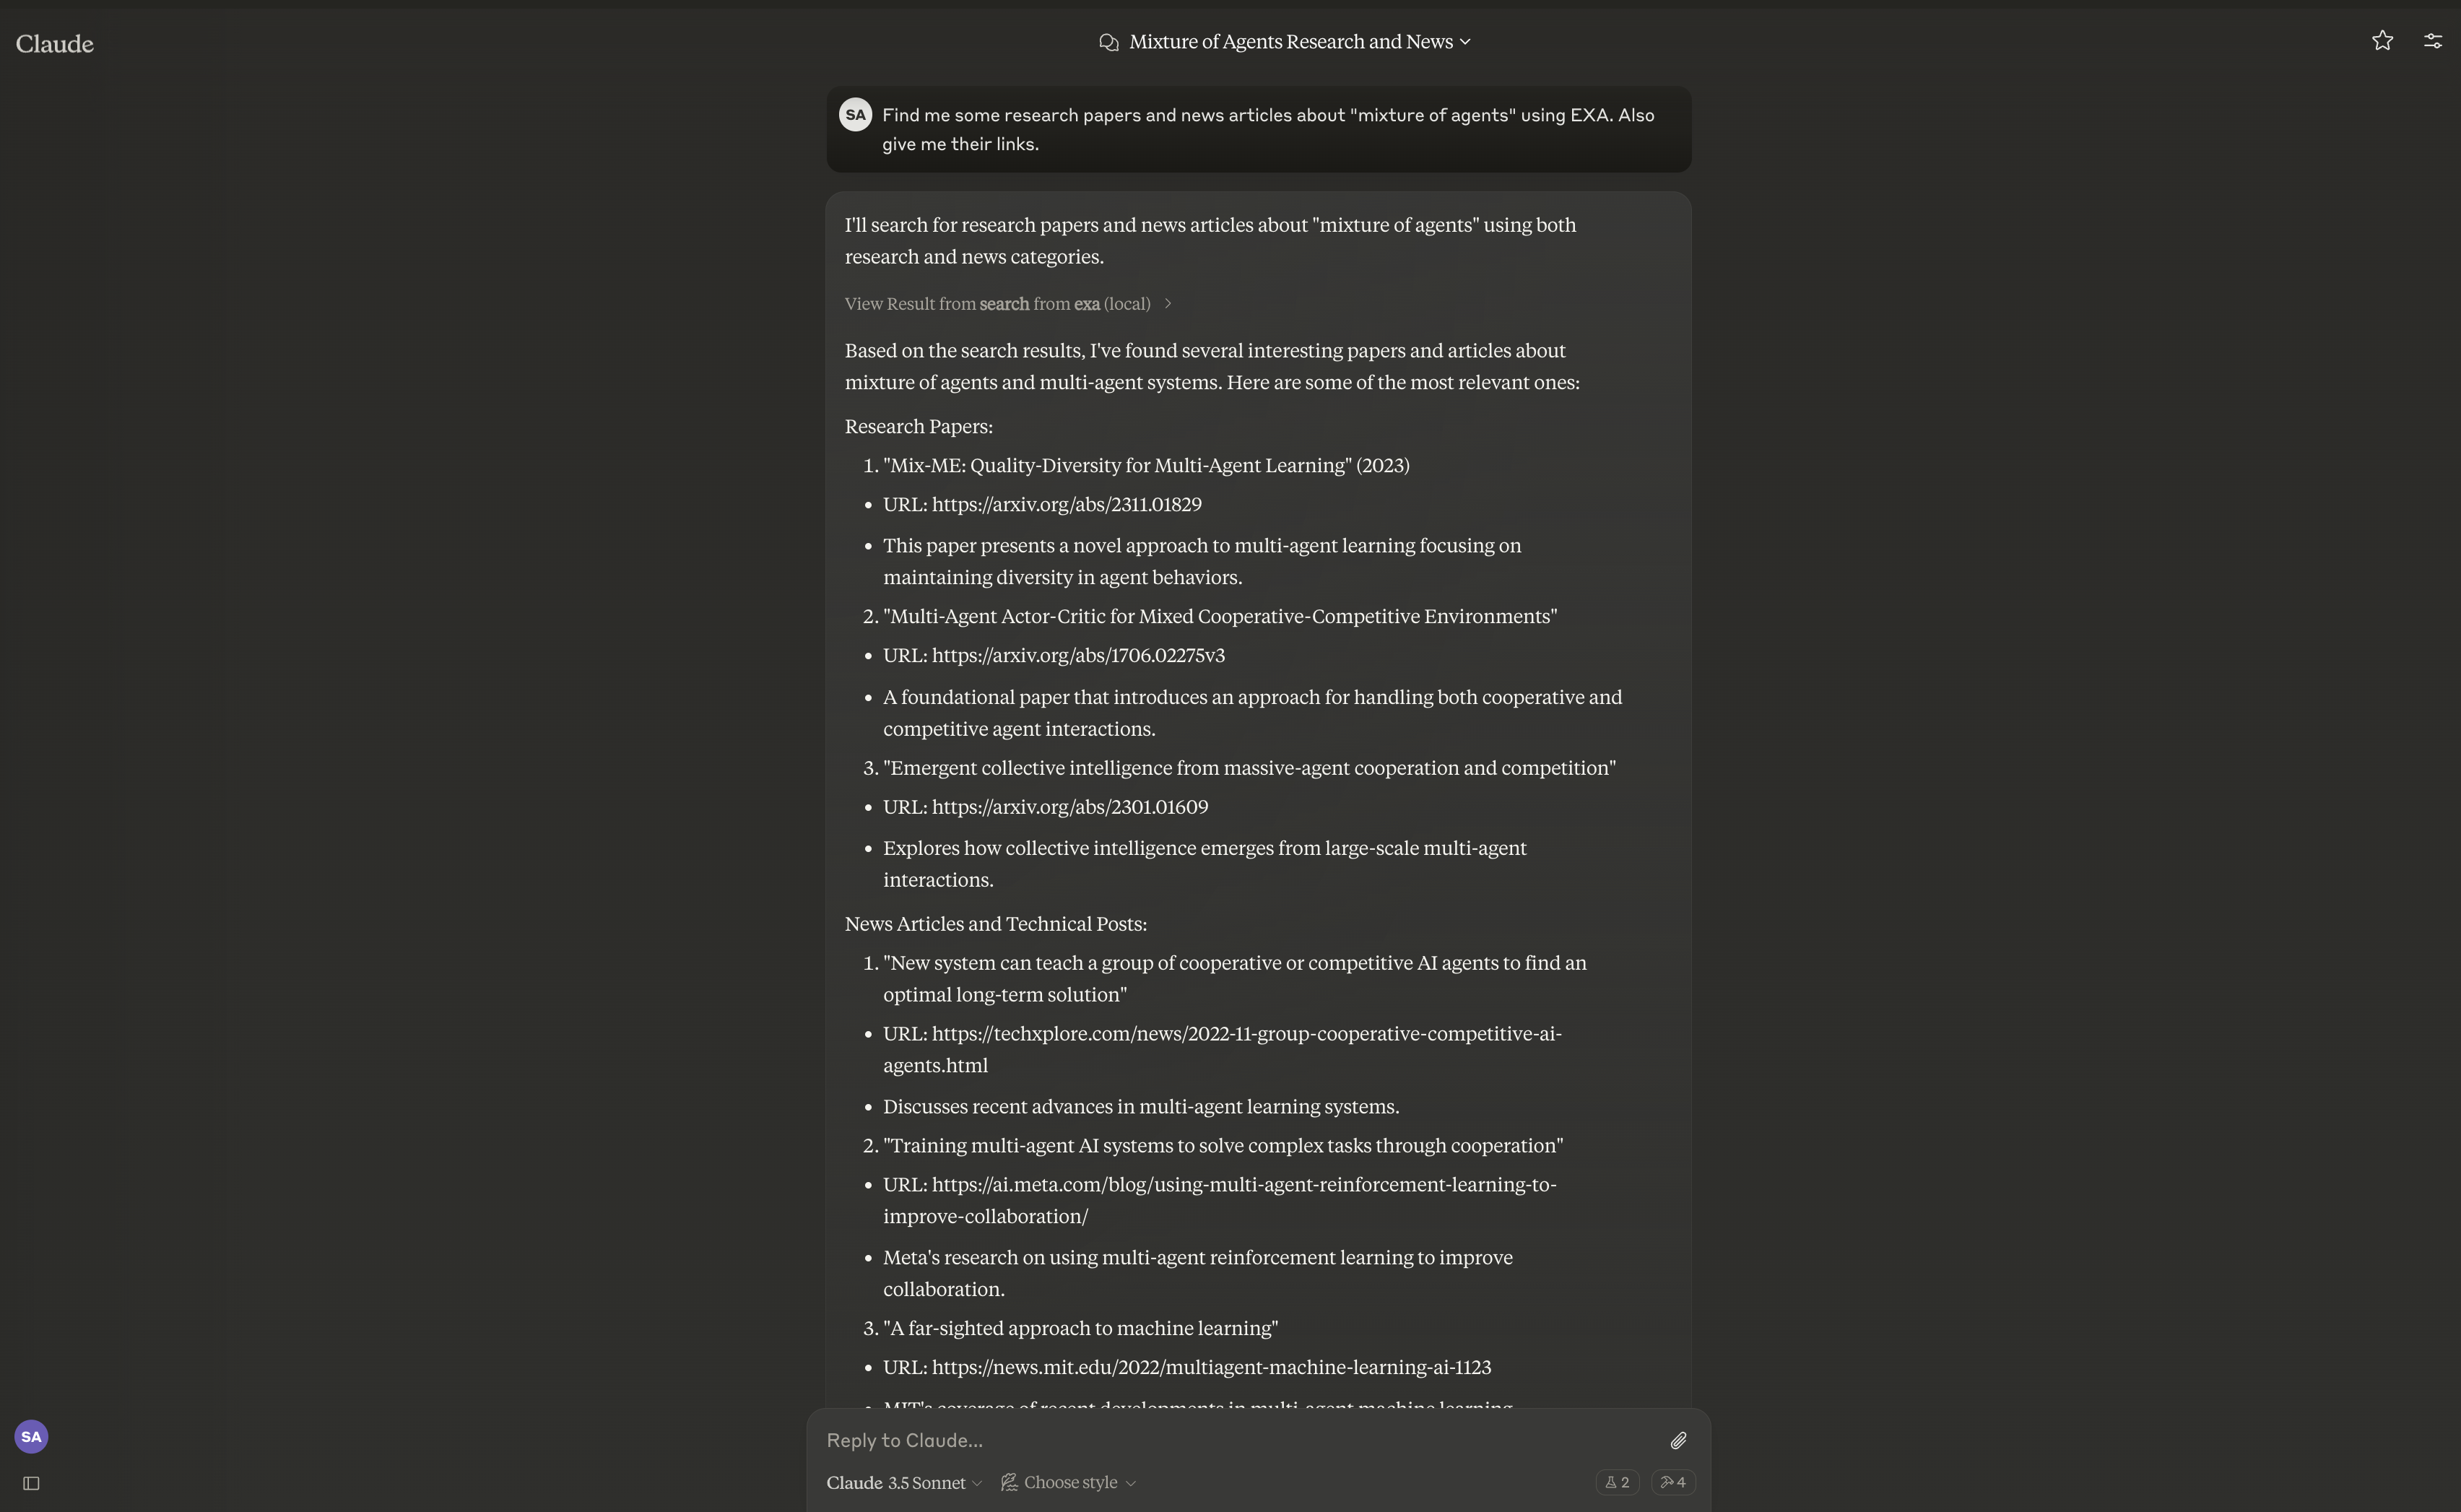 Claude
Mixture of Agents Research and News
SA
Find me some research papers and news articles about "mixture of agents" using EXA. Also
give me their links.
I'll search for research papers and news articles about "mixture of agents" using both
research and news categories.
View Result from search from exa (local)
Based on the search results, I've found several interesting papers and articles about
mixture of agents and multi-agent systems. Here are some of the most relevant ones:
Research Papers:
1. "Mix-ME: Quality-Diversity for Multi-Agent Learning" (2023)
• URL: https://arxiv.org/abs/2311.01829
• This paper presents a novel approach to multi-agent learning focusing on
maintaining diversity in agent behaviors.
2. "Multi-Agent Actor-Critic for Mixed Cooperative-Competitive Environments"
• URL: https://arxiv.org/abs/1706.02275v3
• A foundational paper that introduces an approach for handling both cooperative and
competitive agent interactions.
3. "Emergent collective intelligence from massive-agent cooperation and competition"
• URL: https://arxiv.org/abs/2301.01609
• Explores how collective intelligence emerges from large-scale multi-agent
interactions.
News Articles and Technical Posts:
1. "New system can teach a group of cooperative or competitive AI agents to find an
optimal long-term solution"
• URL: https://techxplore.com/news/2022-11-group-cooperative-competitive-ai-
agents.html
• Discusses recent advances in multi-agent learning systems.
2. "Training multi-agent AI systems to solve complex tasks through cooperation"
• URL: https://ai.meta.com/blog/using-multi-agent-reinforcement-learning-to-
improve-collaboration/
• Meta's research on using multi-agent reinforcement learning to improve
collaboration.
3. "A far-sighted approach to machine learning"
• URL: https://news.mit.edu/2022/multiagent-machine-learning-ai-1123
• MIT's coverage of recent developments in multi-agent machine learning
SA
Reply to Claude...
Claude 3.5 Sonnet
Choose style
2
4